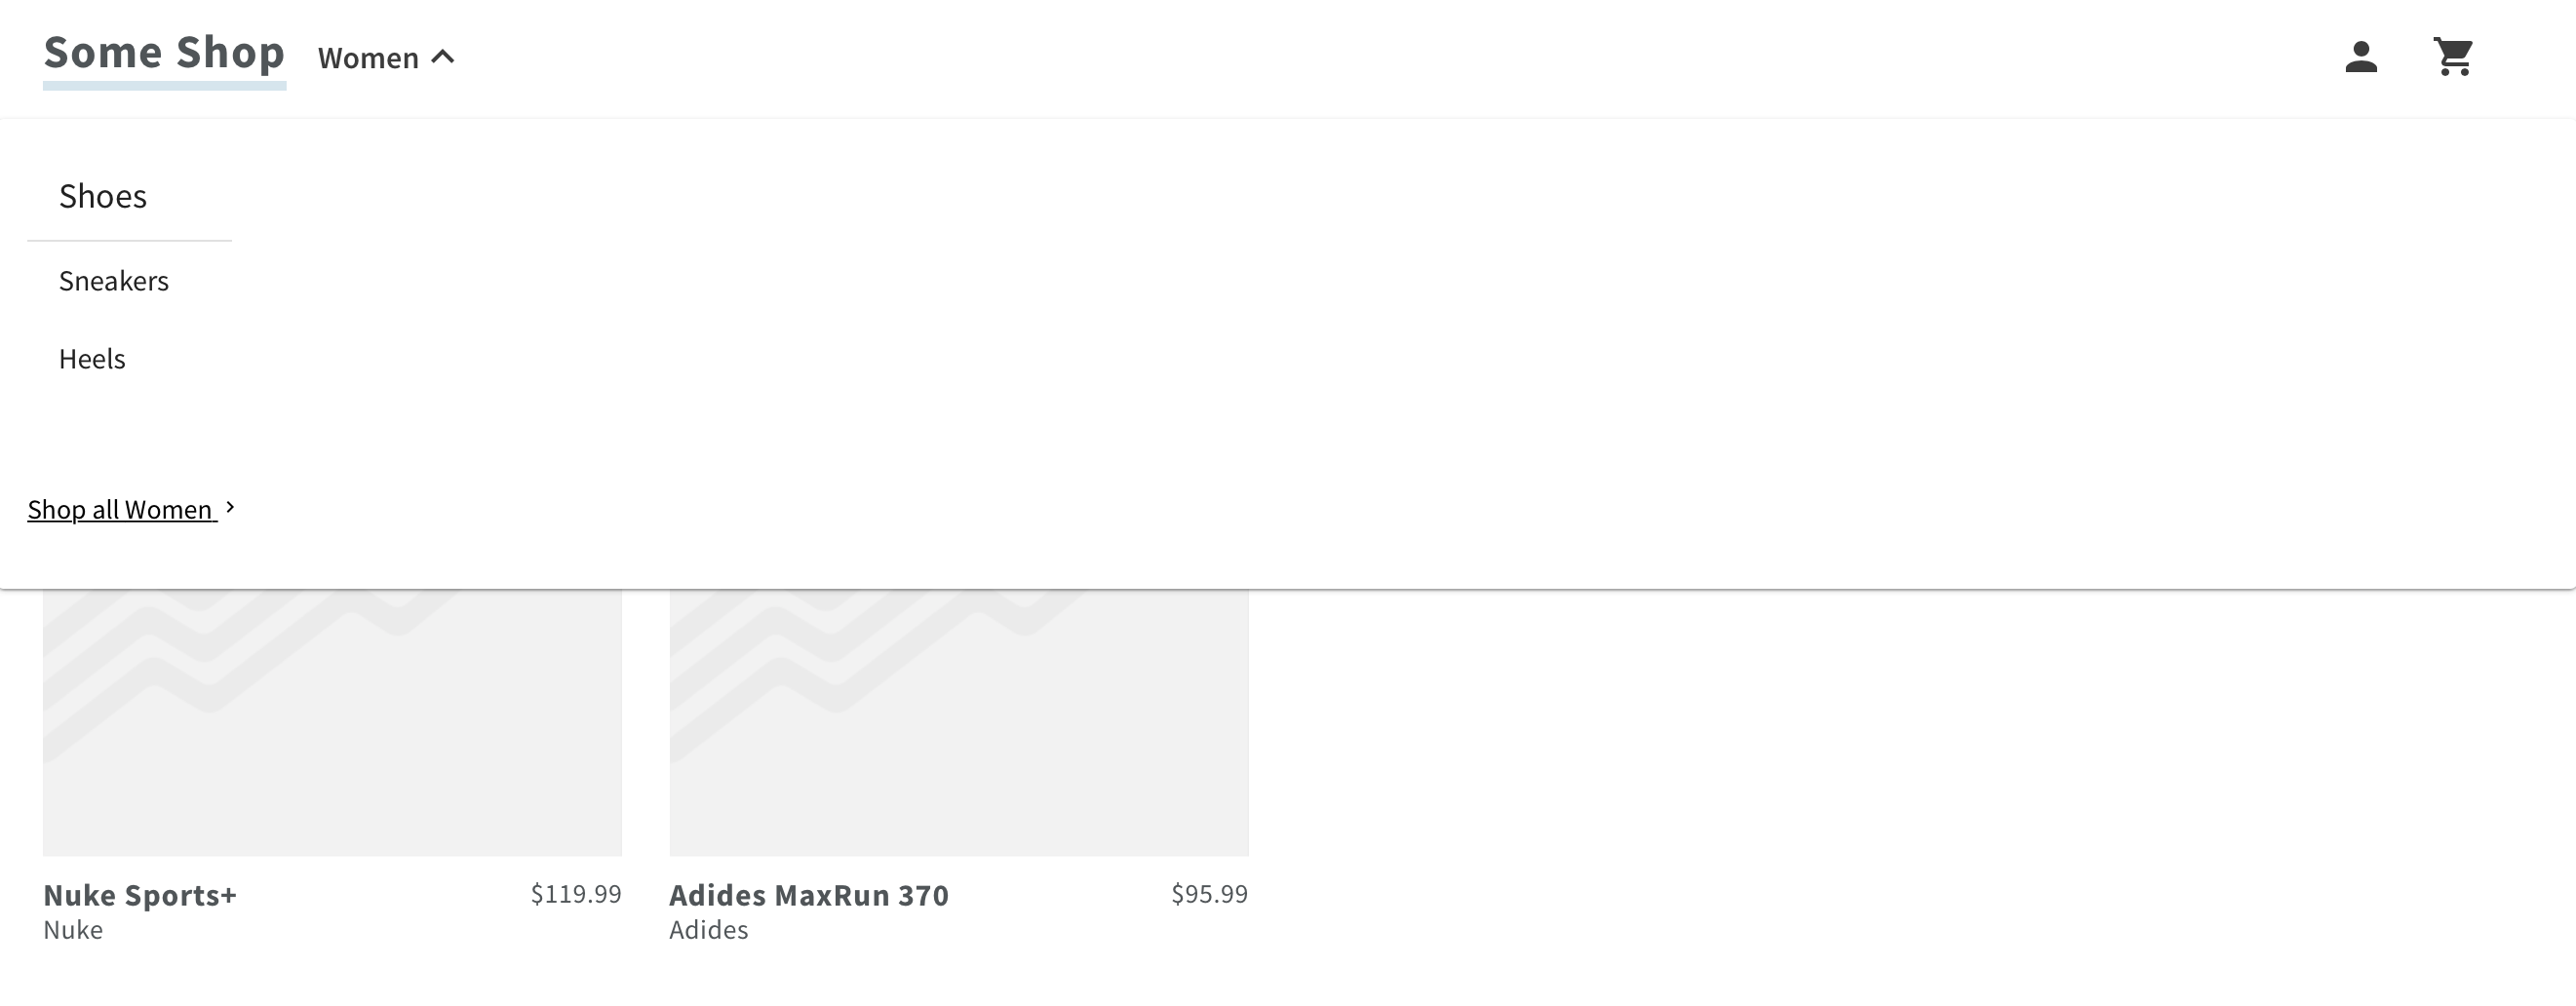 Some Shop
Women
Shoes
Sneakers
Heels
Shop all Women
Nuke Sports+ $119.99
Nuke
Adides MaxRun 370 $95.99
Adides